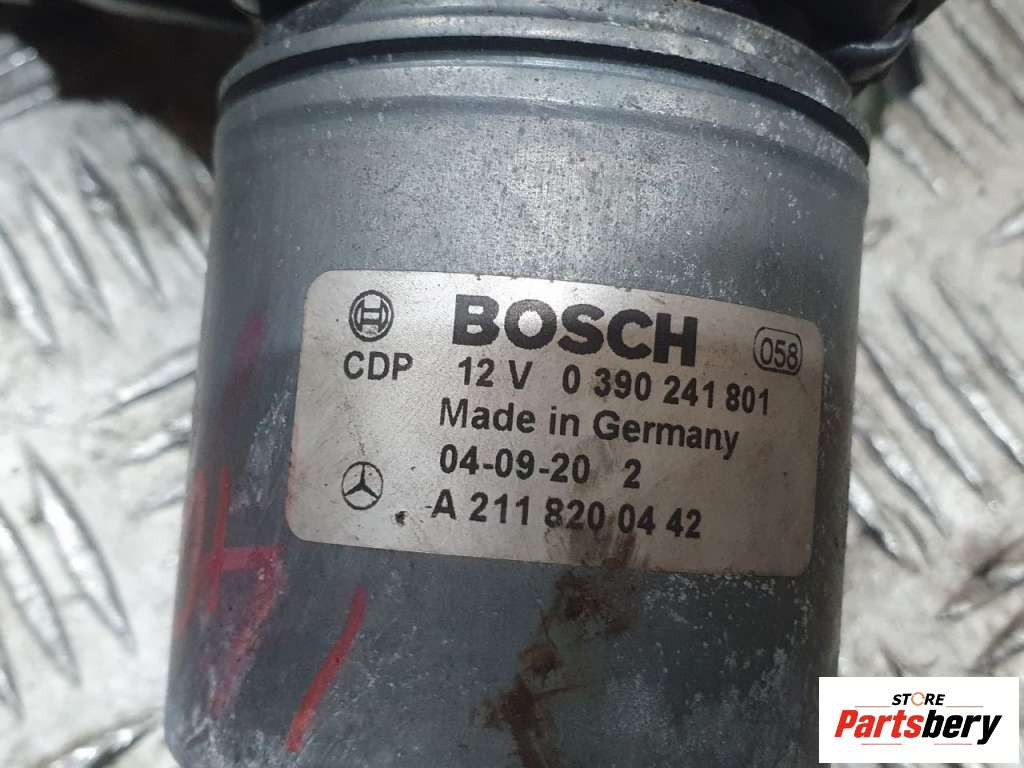 BOSCH 058
CDP 12 V 0 390 241 801
Made in Germany
04-09-20 2
A 211 820 04 42
STORE
Partsbery